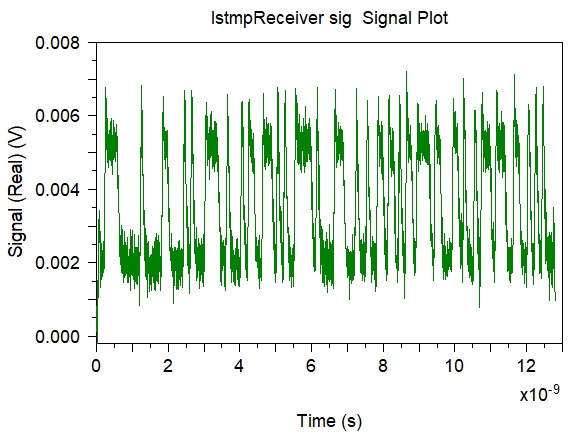 lstmpReceiver sig  Signal Plot
0.008
0.006
0.004
0.002
0.000
Signal (Real) (V)
0 2 4 6 8 10 12
x10-9
Time (s)